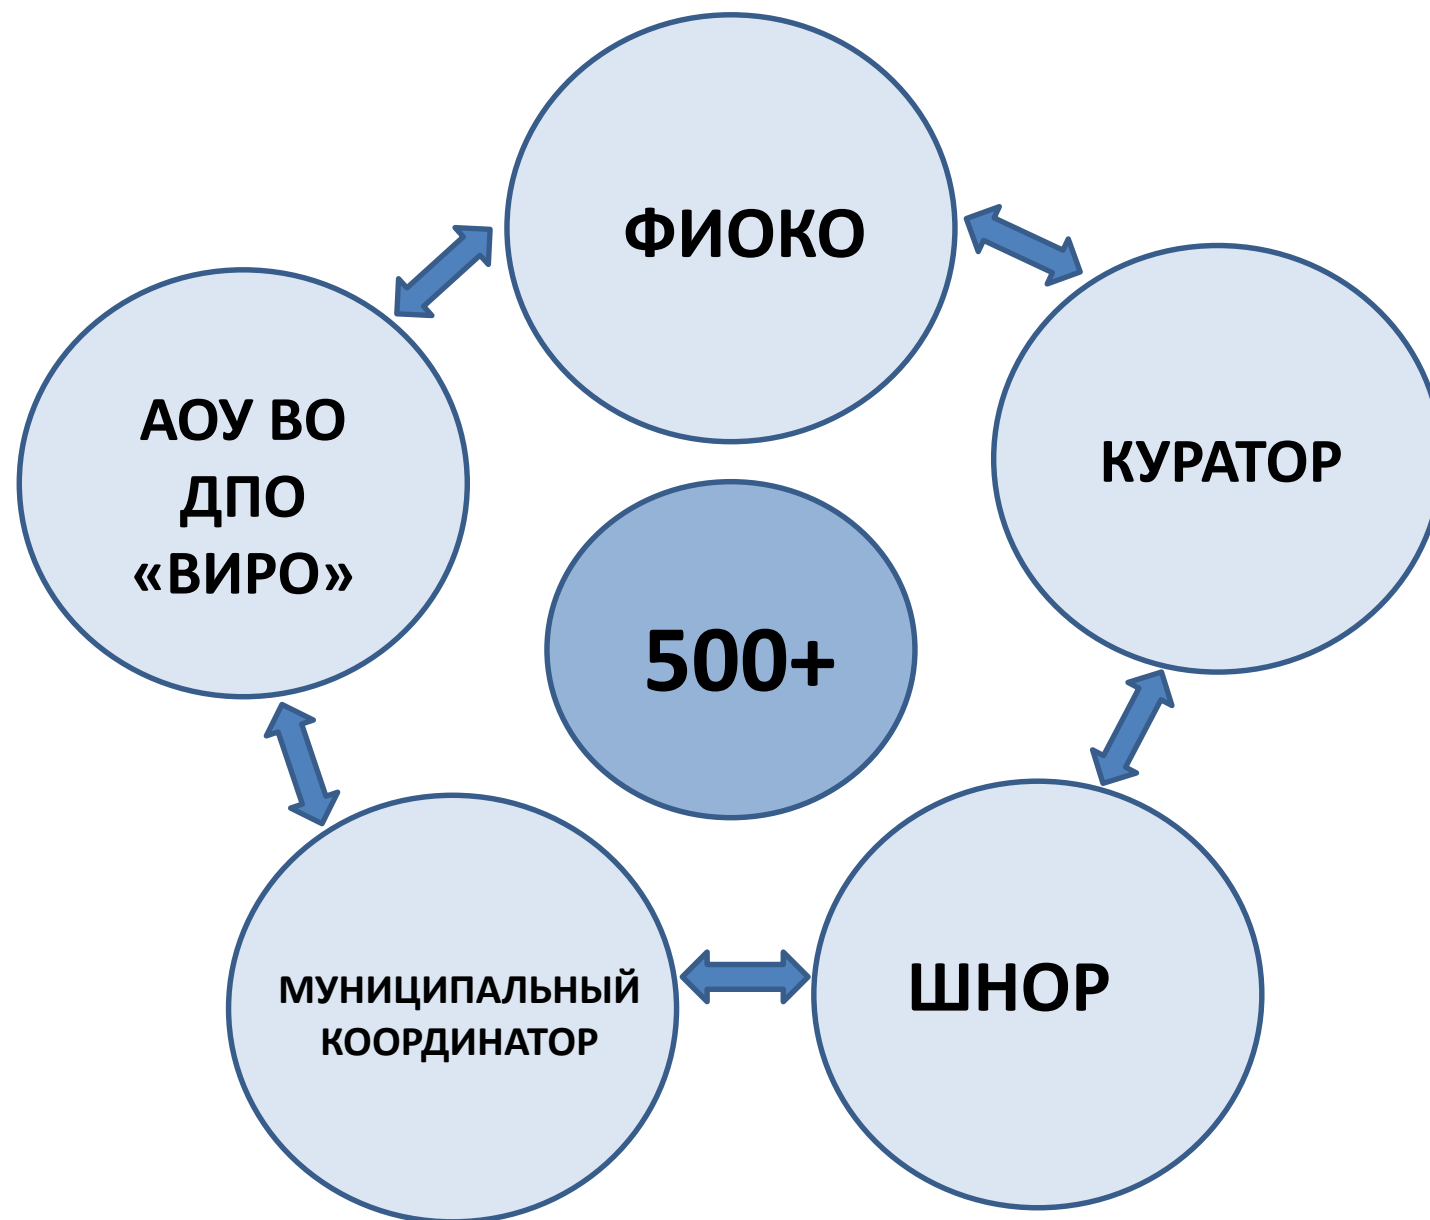 ФИОКО
АОУ ВО
ДПО
«ВИРО»
КУРАТОР
500+
МУНИЦИПАЛЬНЫЙ
КООРДИНАТОР
ШНОР